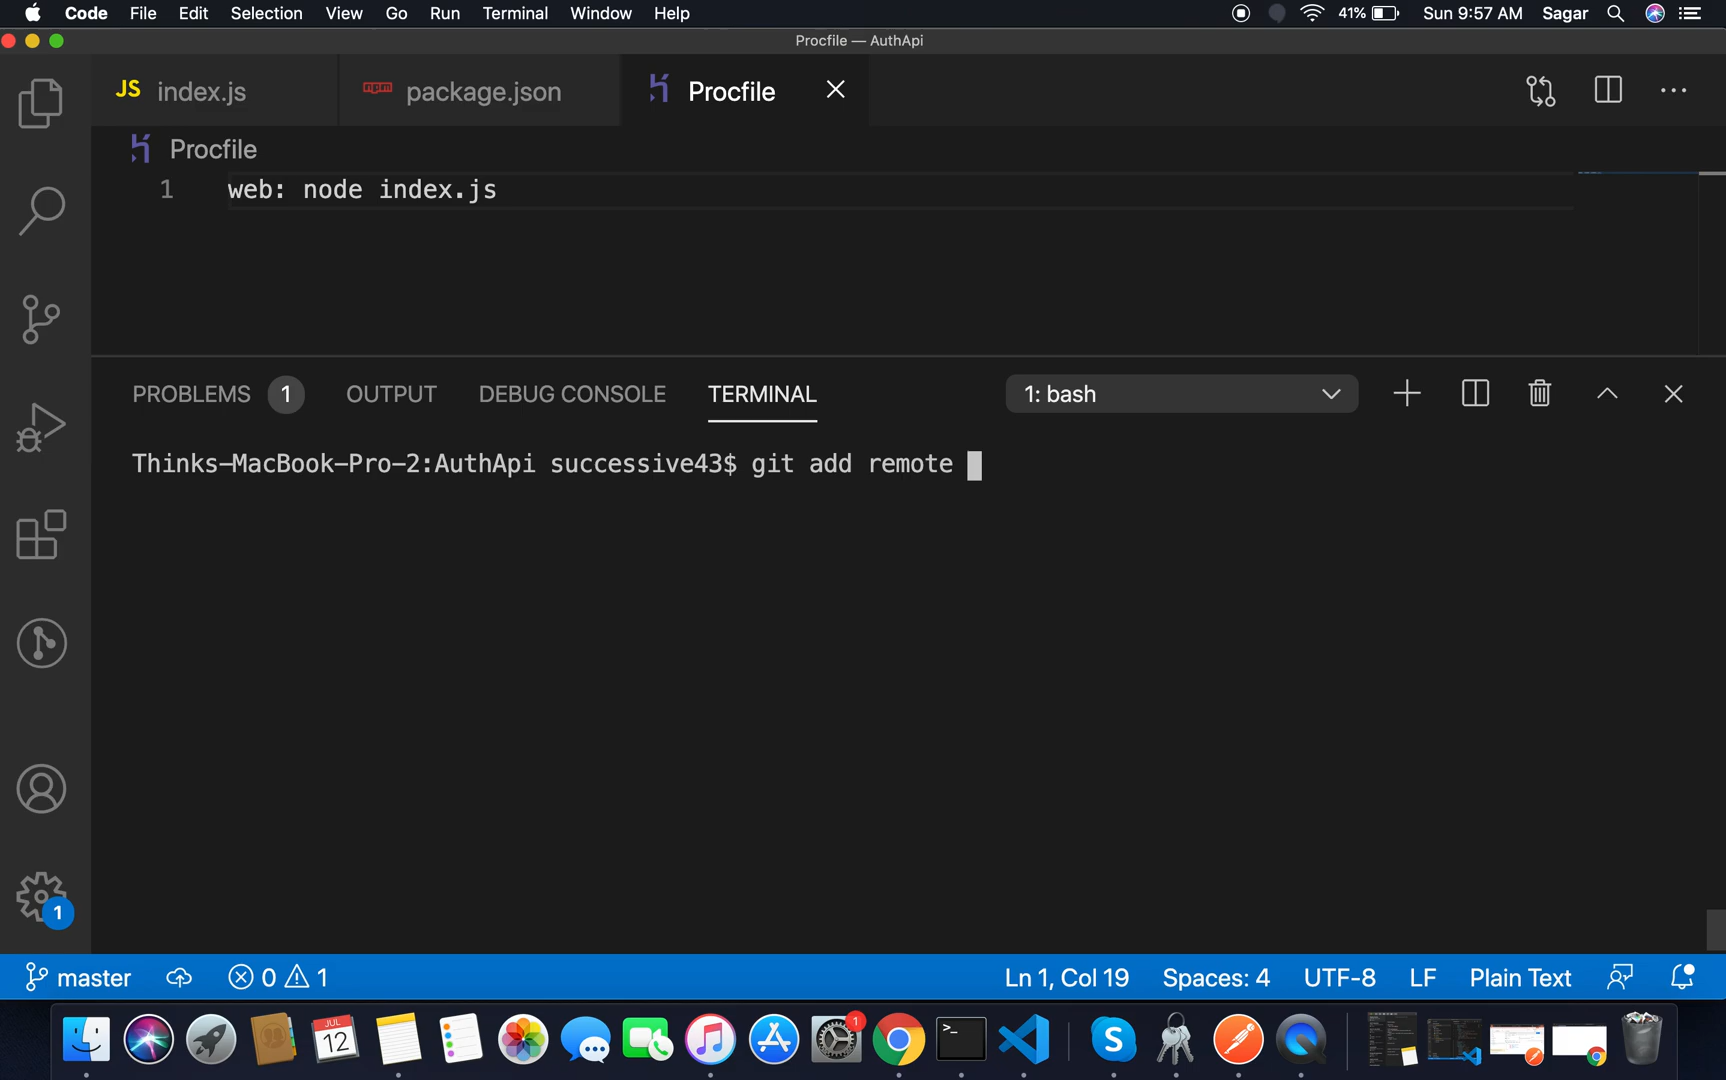 Code File Edit Selection View Go Run Terminal Window Help 41% Sun 9:57 AM Sagar
Procfile — AuthApi
JS index.js npm package.json Procfile
Procfile
1 web: node index.js
PROBLEMS 1 OUTPUT DEBUG CONSOLE TERMINAL 1: bash
Thinks-MacBook-Pro-2:AuthApi successive43$ git add remote
1
master 0 1 Ln 1, Col 19 Spaces: 4 UTF-8 LF Plain Text
JUL
12
1
>_
S